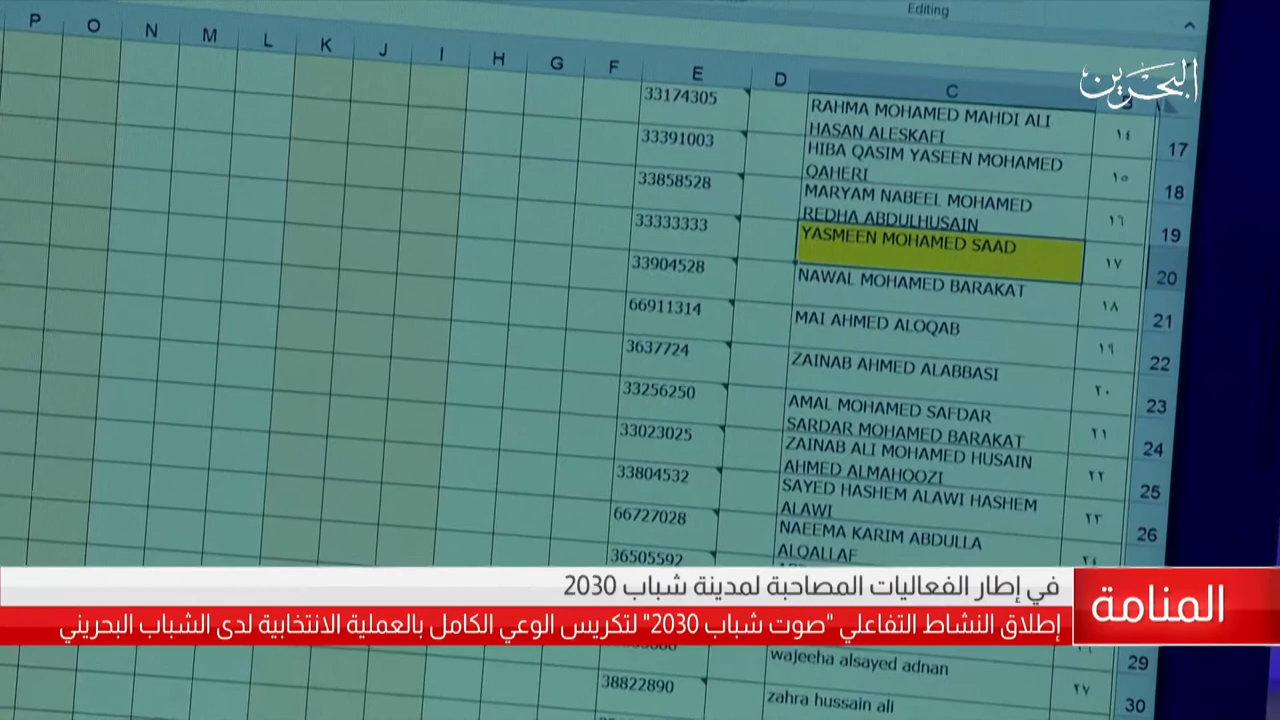 Editing
البحرين
P O N M L K J I H G F E D C
33174305 RAHMA MOHAMED MAHDI ALI ١٤ 17
HASAN ALESKAFI
33391003 HIBA QASIM YASEEN MOHAMED ١٥ 18
QAHERI
33858528 MARYAM NABEEL MOHAMED ١٦ 19
REDHA ABDULHUSAIN
33333333 YASMEEN MOHAMED SAAD ١٧ 20
33904528 NAWAL MOHAMED BARAKAT ١٨ 21
66911314 MAI AHMED ALOQAB ١٩ 22
3637724 ZAINAB AHMED ALABBASI ٢٠ 23
33256250 AMAL MOHAMED SAFDAR ٢١ 24
SARDAR MOHAMED BARAKAT
33023025 ZAINAB ALI MOHAMED HUSAIN ٢٢ 25
AHMED ALMAHOOZI
33804532 SAYED HASHEM ALAWI HASHEM ٢٣ 26
ALAWI
66727028 NAEEMA KARIM ABDULLA ٢٤
ALQALLAF
36505592
المنامة
في إطار الفعاليات المصاحبة لمدينة شباب 2030
إطلاق النشاط التفاعلي "صوت شباب 2030" لتكريس الوعي الكامل بالعملية الانتخابية لدى الشباب البحريني
wajeeha alsayed adnan 29
38822890 zahra hussain ali ٢٧ 30